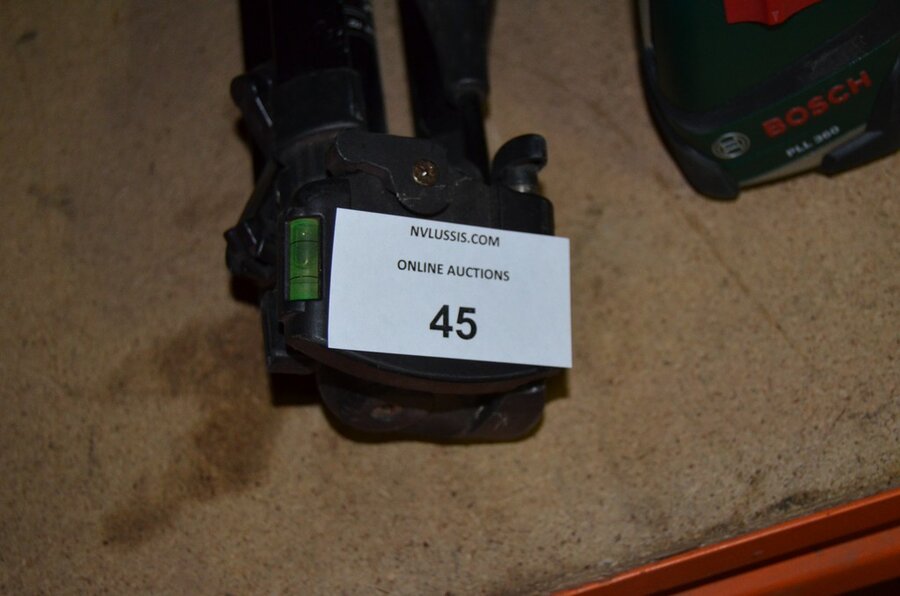 NVLUSSIS.COM
ONLINE AUCTIONS
45
BOSCH
PLL 360